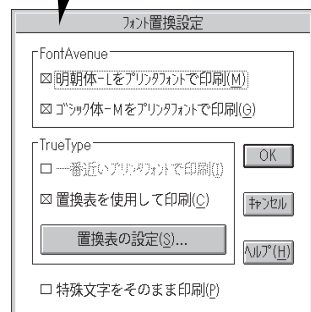 フォント置換設定
FontAvenue
明朝体-Lをプリンタフォントで印刷(M)
ゴシック体-Mをプリンタフォントで印刷(G)
TrueType
一番近いプリンタフォントで印刷(I)
置換表を使用して印刷(C)
置換表の設定(S)...
OK
キャンセル
ヘルプ(H)
特殊文字をそのまま印刷(P)